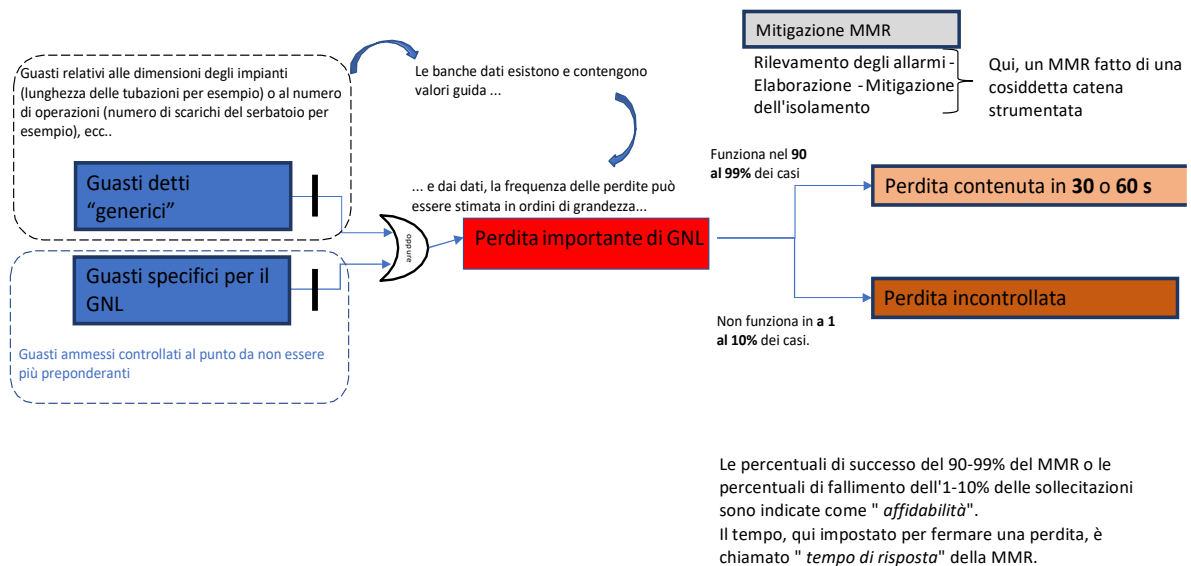 Guasti relativi alle dimensioni degli impianti
(lunghezza delle tubazioni per esempio) o al numero
di operazioni (numero di scarichi del serbatoio per
esempio), ecc..
Guasti detti
“generici”
Guasti specifici per il
GNL
Guasti ammessi controllati al punto da non essere
più preponderanti
Le banche dati esistono e contengono
valori guida ...
... e dai dati, la frequenza delle perdite può
essere stimata in ordini di grandezza...
oppure
Perdita importante di GNL
Mitigazione MMR
Rilevamento degli allarmi -
Elaborazione - Mitigazione
dell'isolamento
Qui, un MMR fatto di una
cosiddetta catena
strumentata
Funziona nel 90
al 99% dei casi
Perdita contenuta in 30 o 60 s
Perdita incontrollata
Non funziona in a 1
al 10% dei casi.
Le percentuali di successo del 90-99% del MMR o le
percentuali di fallimento dell'1-10% delle sollecitazioni
sono indicate come " affidabilità".
Il tempo, qui impostato per fermare una perdita, è
chiamato " tempo di risposta" della MMR.